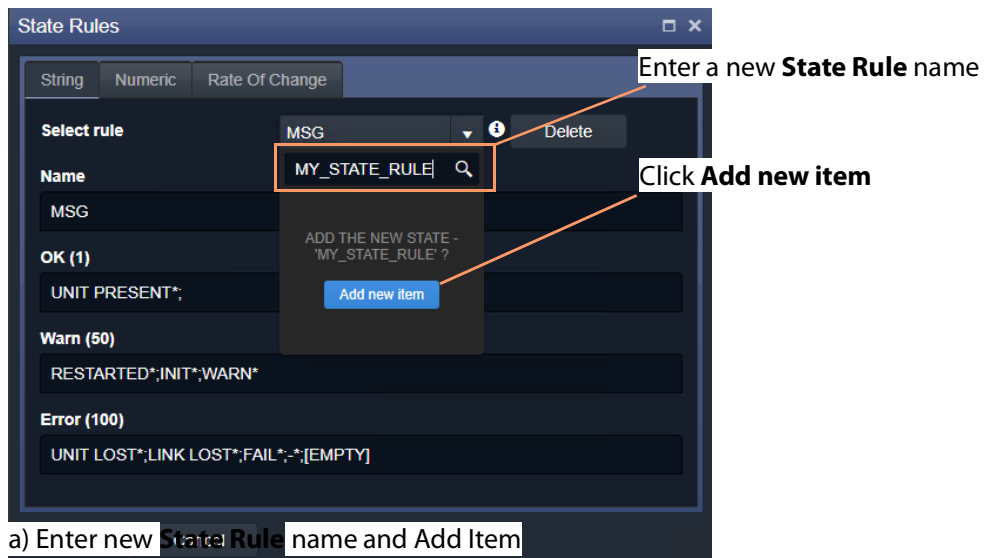 State Rules
Enter a new State Rule name
String Numeric Rate Of Change
Select rule MSG Delete
MY_STATE_RULE
Click Add new item
Name
MSG
ADD THE NEW STATE -
'MY_STATE_RULE' ?
OK (1)
UNIT PRESENT*;
Add new item
Warn (50)
RESTARTED*;INIT*;WARN*
Error (100)
UNIT LOST*;LINK LOST*;FAIL*;-*;[EMPTY]
a) Enter new State Rule name and Add Item